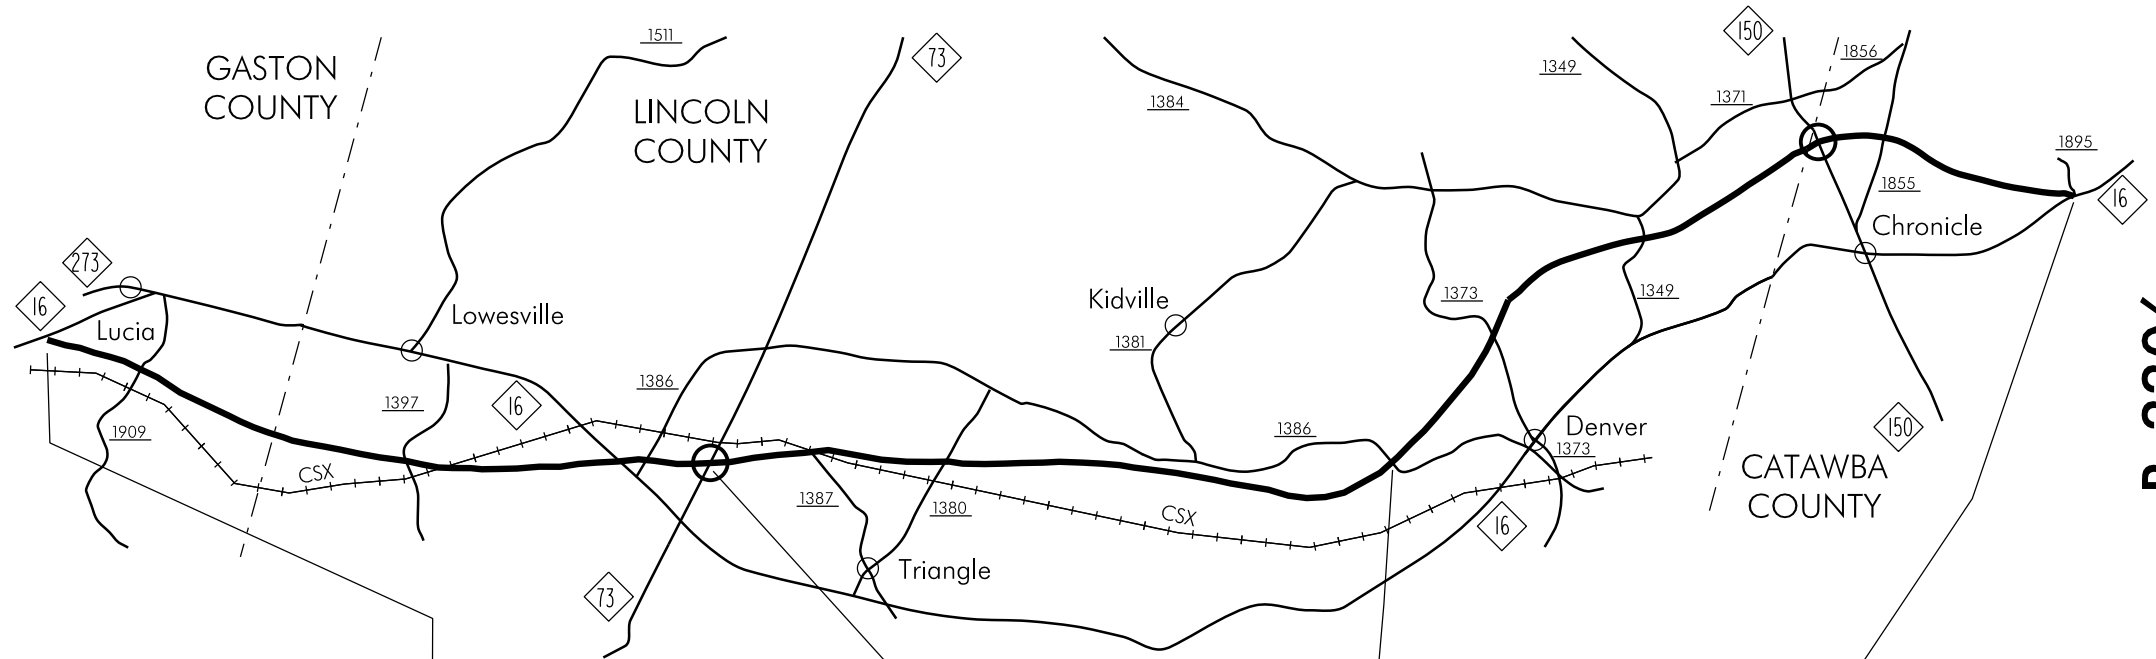 GASTON
COUNTY
1511
LINCOLN
COUNTY
73
1384
1349
150
1856
1371
1895
16
1855
Chronicle
273
16
Lucia
Lowesville
Kidville
1373
1349
1381
1386
1397
16
1909
CSX
1386
Denver
1373
150
CATAWBA
COUNTY
1387
1380
CSX
16
Triangle
73